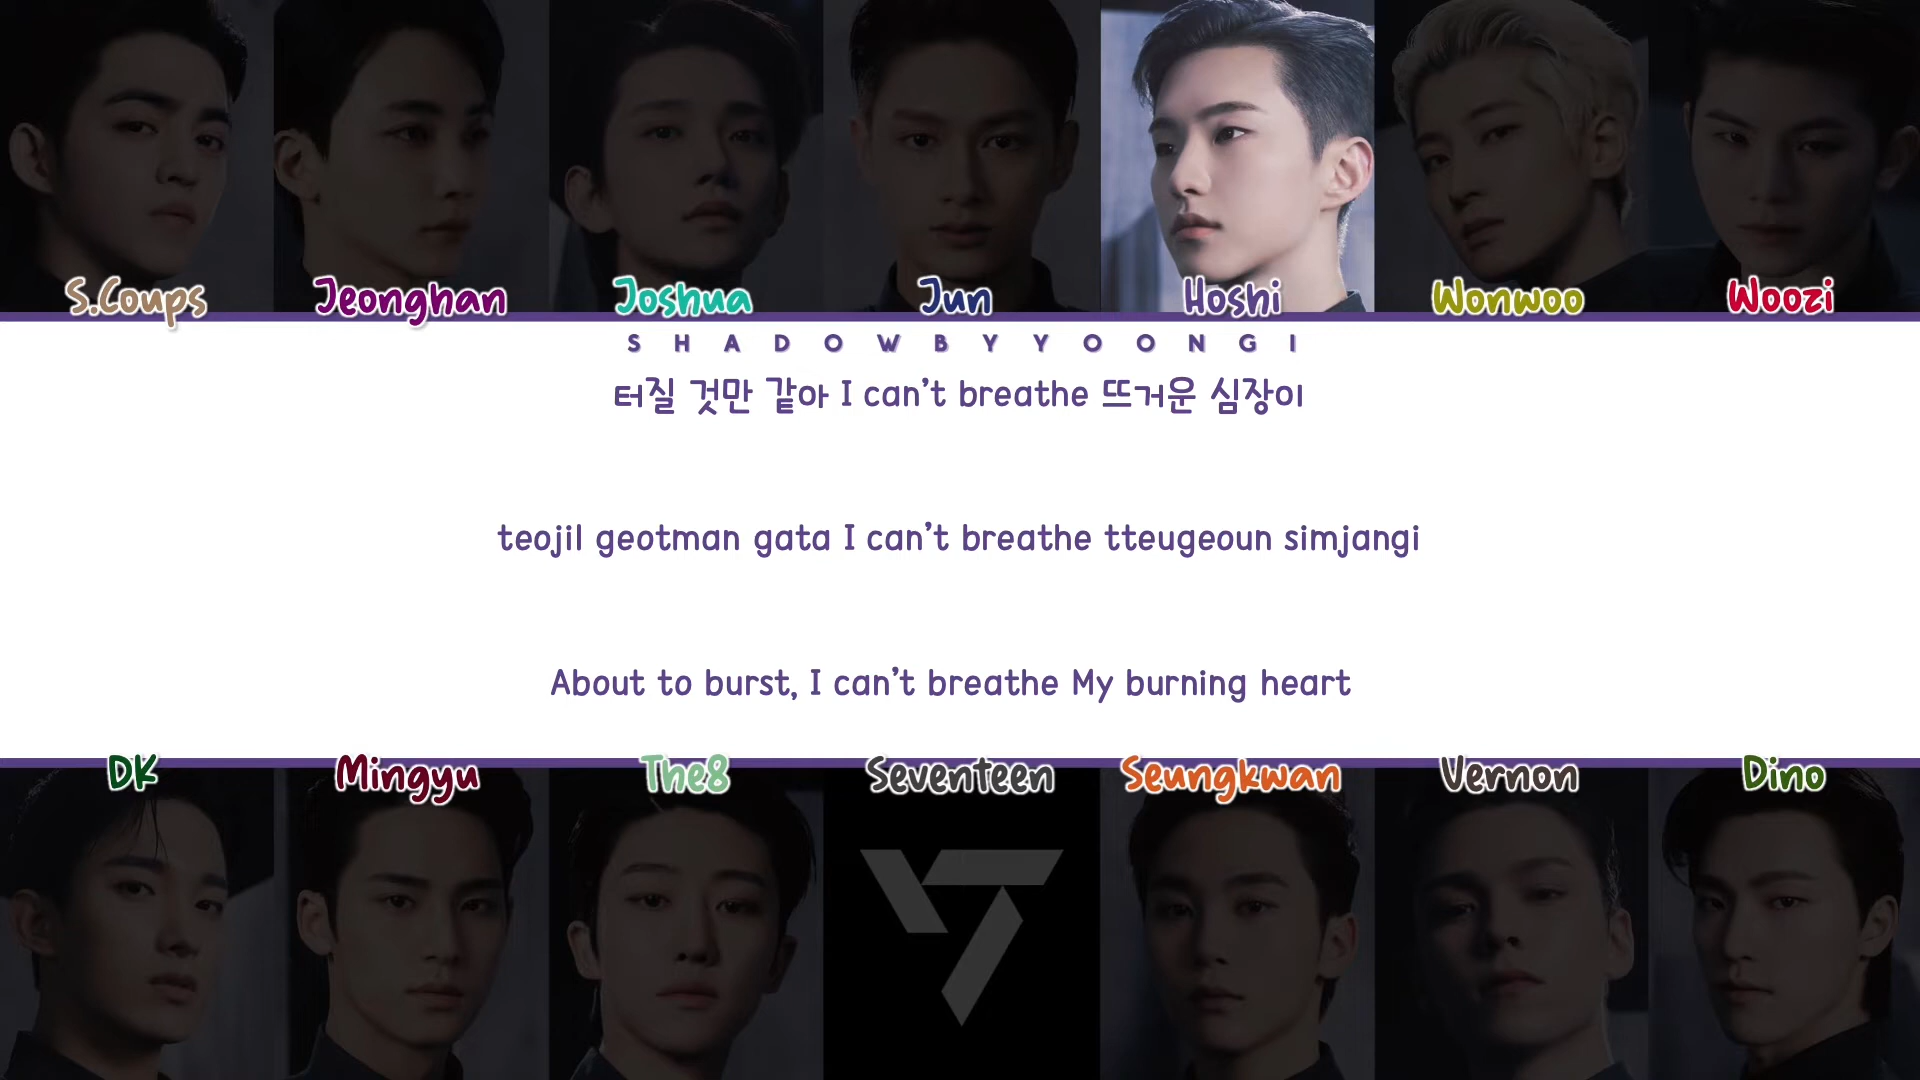 S.Coups Jeonghan Joshua Jun Hoshi Wonwoo Woozi
SHADOWBYYOONGI
터질 것만 같아 I can't breathe 뜨거운 심장이
teojil geotman gata I can't breathe tteugeoun simjangi
About to burst, I can't breathe My burning heart
DK Mingyu The8 Seventeen Seungkwan Vernon Dino